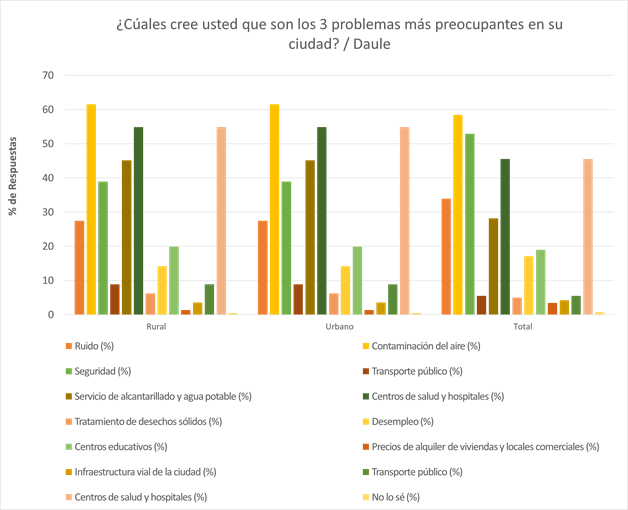 ¿Cúales cree usted que son los 3 problemas más preocupantes en su
ciudad? / Daule
% de Respuestas
70
60
50
40
30
20
10
0
Rural
Urbano
Total
Ruido (%)
Contaminación del aire (%)
Seguridad (%)
Transporte público (%)
Servicio de alcantarillado y agua potable (%)
Centros de salud y hospitales (%)
Tratamiento de desechos sólidos (%)
Desempleo (%)
Centros educativos (%)
Precios de alquiler de viviendas y locales comerciales (%)
Infraestructura vial de la ciudad (%)
Transporte público (%)
Centros de salud y hospitales (%)
No lo sé (%)